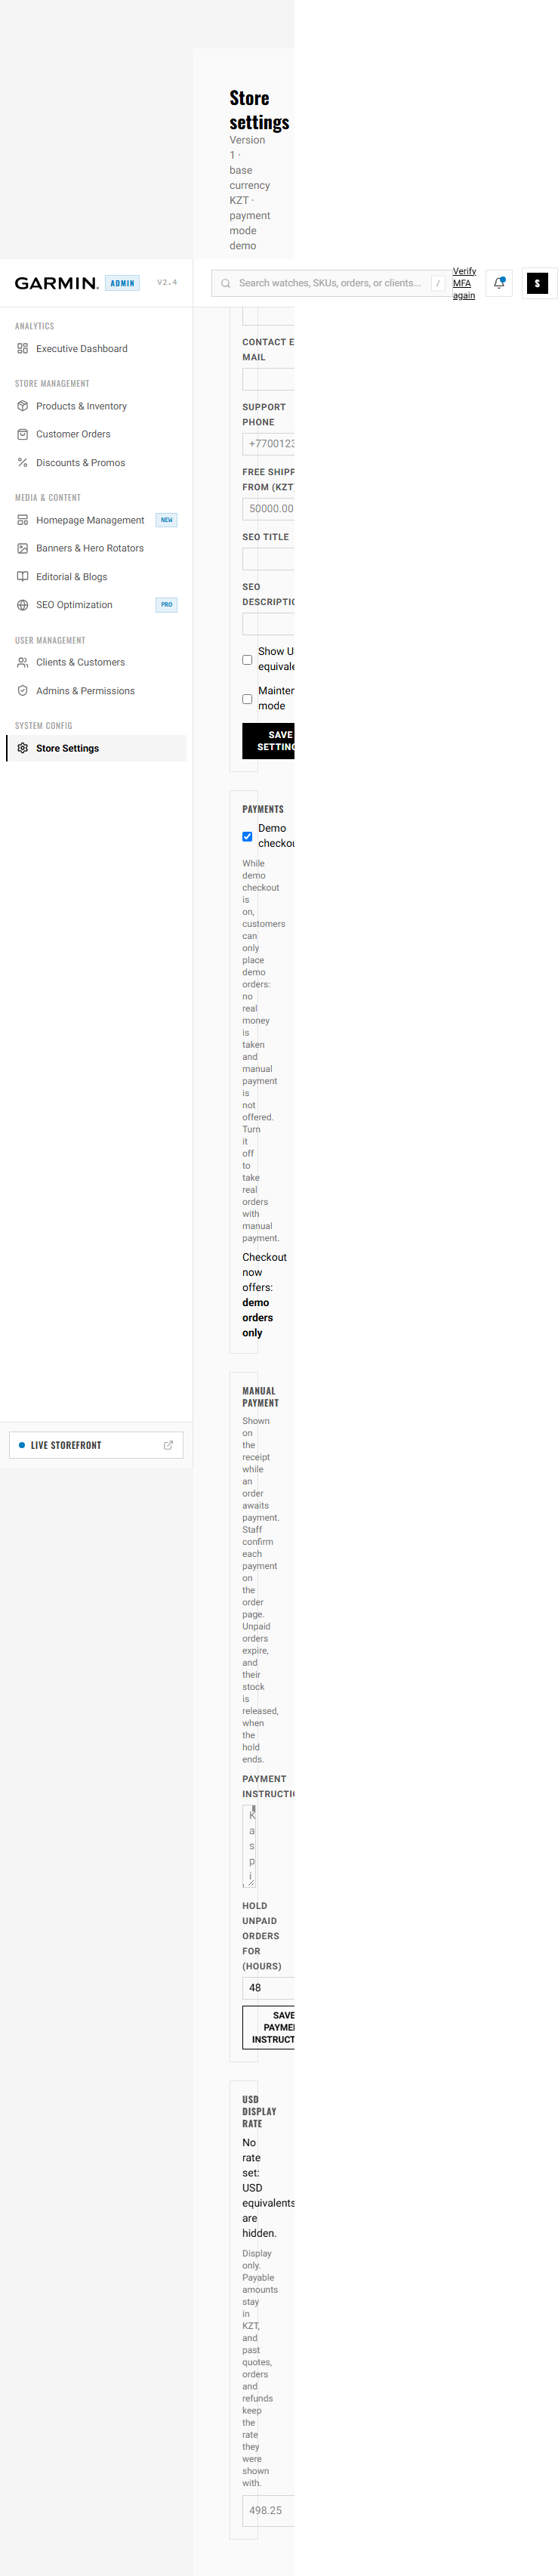 Store
settings
Version
1 ·
base
currency
KZT ·
payment
mode
demo
GARMIN. ADMIN V2.4
Search watches, SKUs, orders, or clients... /
Verify
MFA
again
S
ANALYTICS
Executive Dashboard
STORE MANAGEMENT
Products & Inventory
Customer Orders
Discounts & Promos
MEDIA & CONTENT
Homepage Management NEW
Banners & Hero Rotators
Editorial & Blogs
SEO Optimization PRO
USER MANAGEMENT
Clients & Customers
Admins & Permissions
SYSTEM CONFIG
Store Settings
LIVE STOREFRONT
CONTACT E
MAIL
SUPPORT
PHONE
+7700123
FREE SHIPP
FROM (KZT)
50000.00
SEO TITLE
SEO
DESCRIPTIO
Show US
equivale
Mainten
mode
SAVE
SETTING
PAYMENTS
Demo
checkou
While
demo
checkout
is
on,
customers
can
only
place
demo
orders:
no
real
money
is
taken
and
manual
payment
is
not
offered.
Turn
it
off
to
take
real
orders
with
manual
payment.
Checkout
now
offers:
demo
orders
only
MANUAL
PAYMENT
Shown
on
the
receipt
while
an
order
awaits
payment.
Staff
confirm
each
payment
on
the
order
page.
Unpaid
orders
expire,
and
their
stock
is
released,
when
the
hold
ends.
PAYMENT
INSTRUCTIO
K
a
s
p
i
HOLD
UNPAID
ORDERS
FOR
(HOURS)
48
SAVE
PAYMEN
INSTRUCT
USD
DISPLAY
RATE
No
rate
set:
USD
equivalents
are
hidden.
Display
only.
Payable
amounts
stay
in
KZT,
and
past
quotes,
orders
and
refunds
keep
the
rate
they
were
shown
with.
498.25